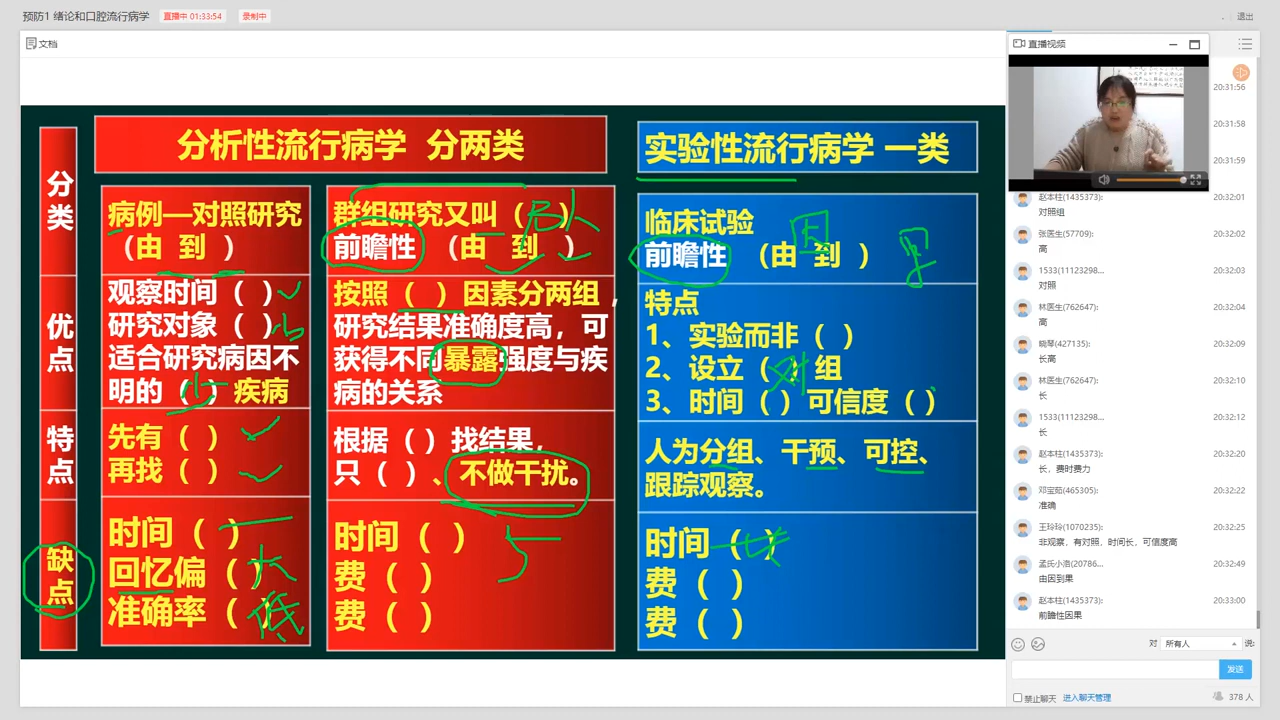 预防1 绪论和口腔流行病学
直播中 01:33:54
录制中
退出
文档
分类
优点
特点
缺点
分析性流行病学 分两类
实验性流行病学 一类
病例—对照研究
（由 到 ）
群组研究又叫（ ）
前瞻性 （由 到 ）
临床试验
前瞻性 （由 因 到 果）
观察时间（ ）
研究对象（ ）
适合研究病因不
明的（少）疾病
按照（ ）因素分两组，
研究结果准确度高，可
获得不同暴露强度与疾
病的关系
特点
1、实验而非（ ）
2、设立（对）组
3、时间（ ）可信度（ ）
先有（ ）
再找（ ）
根据（ ）找结果，
只（ ）、不做干扰。
人为分组、干预、可控、
跟踪观察。
时间（ ）
回忆偏（ ）
准确率（低）
时间（ ）
费（ ）
费（ ）
时间（ ）
费（ ）
费（ ）
直播视频
20:31:56
20:31:58
20:31:59
赵本柱(1435373):
20:32:01
对照组
张医生(57709):
20:32:02
高
1533(11123298...
20:32:03
对照
林医生(762647):
20:32:04
高
晓琴(427135):
20:32:09
长高
林医生(762647):
20:32:10
长
1533(11123298...
20:32:12
长
赵本柱(1435373):
20:32:20
长，费时费力
邓宝茹(465305):
20:32:22
准确
王玲玲(1070235):
20:32:25
非观察，有对照，时间长，可信度高
孟氏小洛(20786...
20:32:49
由因到果
赵本柱(1435373):
20:33:00
前瞻性因果
对 所有人 说:
发送
禁止聊天 进入聊天管理
378 人